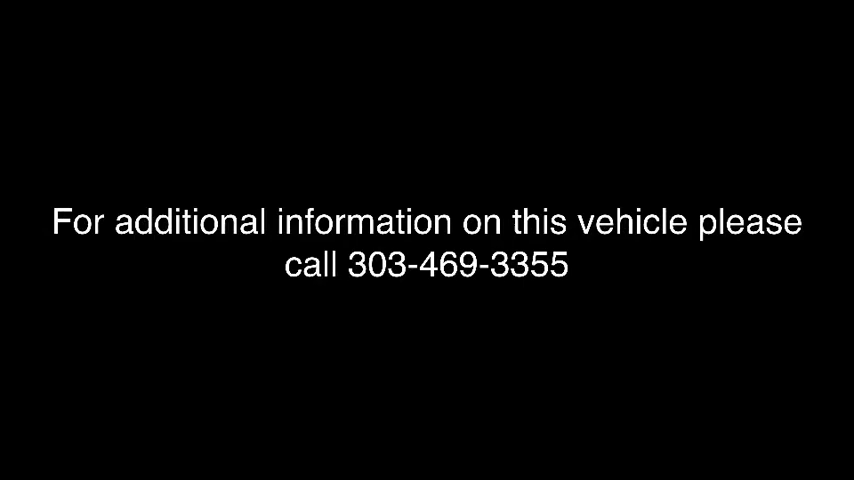 For additional information on this vehicle please
call 303-469-3355